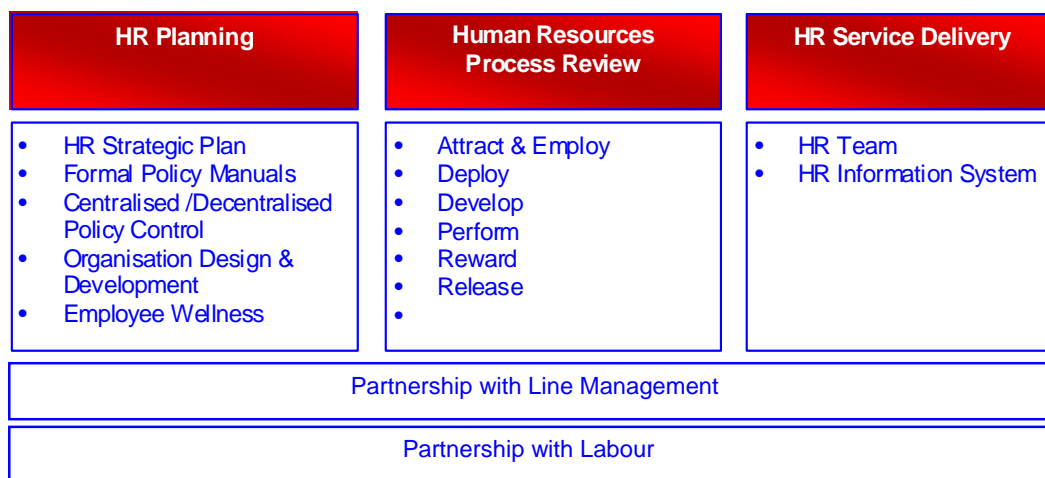 HR Planning
• HR Strategic Plan
• Formal Policy Manuals
• Centralised /Decentralised
Policy Control
• Organisation Design &
Development
• Employee Wellness
Human Resources
Process Review
• Attract & Employ
• Deploy
• Develop
• Perform
• Reward
• Release
•
HR Service Delivery
• HR Team
• HR Information System
Partnership with Line Management
Partnership with Labour